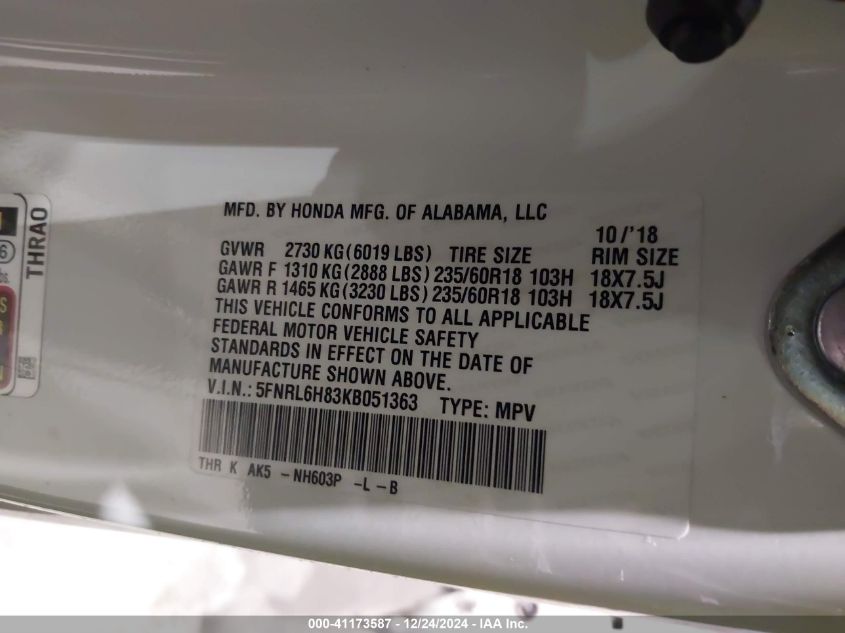 MFD. BY HONDA MFG. OF ALABAMA, LLC
10/'18
GVWR 2730 KG(6019 LBS) TIRE SIZE RIM SIZE
GAWR F 1310 KG(2888 LBS) 235/60R18 103H 18X7.5J
GAWR R 1465 KG(3230 LBS) 235/60R18 103H 18X7.5J
THIS VEHICLE CONFORMS TO ALL APPLICABLE
FEDERAL MOTOR VEHICLE SAFETY
STANDARDS IN EFFECT ON THE DATE OF
MANUFACTURE SHOWN ABOVE.
V.I.N.: 5FNRL6H83KB051363 TYPE: MPV
THR K AK5 -NH603P -L -B
THRA0
000-41173587 - 12/24/2024 - IAA Inc.